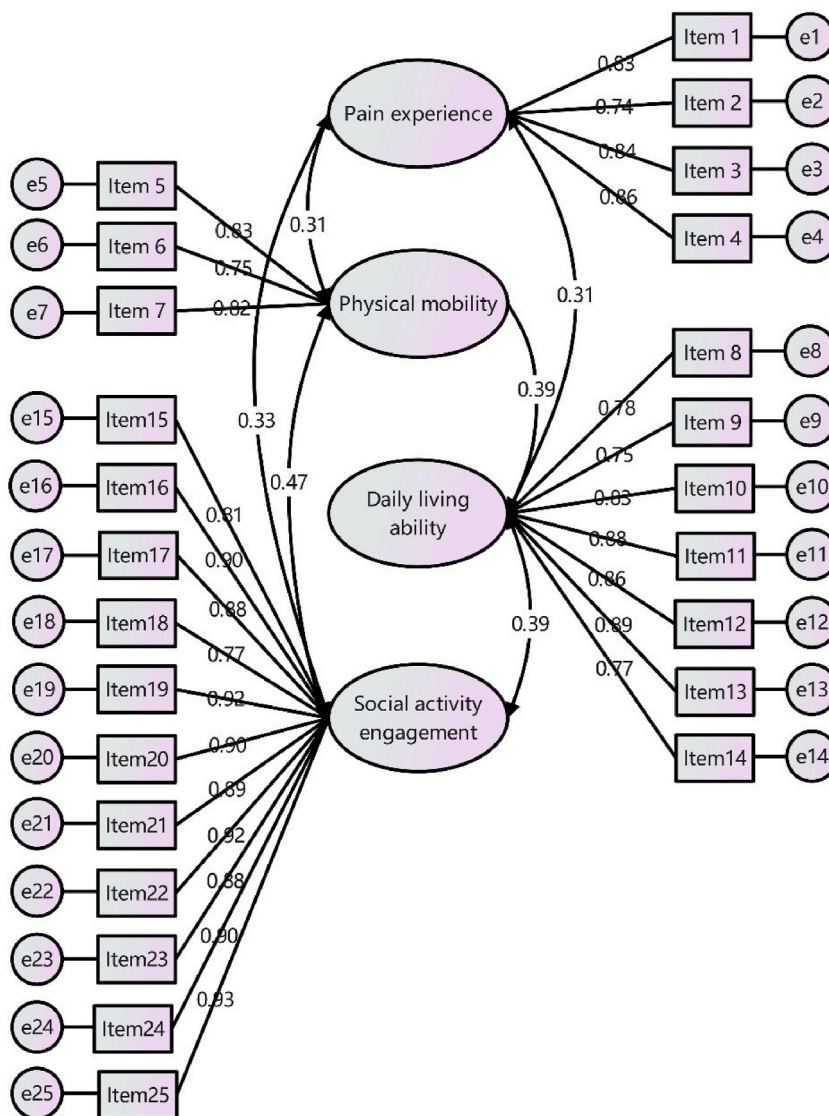 Item 1
e1
0.83
Pain experience
Item 2
e2
0.74
Item 3
e3
0.84
e5
Item 5
Item 4
e4
0.86
0.83
0.31
e6
Item 6
0.75
Physical mobility
0.31
e7
Item 7
0.82
Item 8
e8
0.39
0.78
e15
Item15
0.33
Item 9
e9
0.75
e16
Item16
0.47
Item10
e10
0.83
Daily living
ability
0.81
e17
Item17
0.90
Item11
e11
0.88
0.86
e18
Item18
0.88
0.39
Item12
e12
0.89
0.77
0.77
e19
Item19
0.92
Item13
e13
Social activity
engagement
e20
Item20
0.90
Item14
e14
0.89
e21
Item21
0.92
e22
Item22
0.88
e23
Item23
0.90
0.93
e24
Item24
e25
Item25